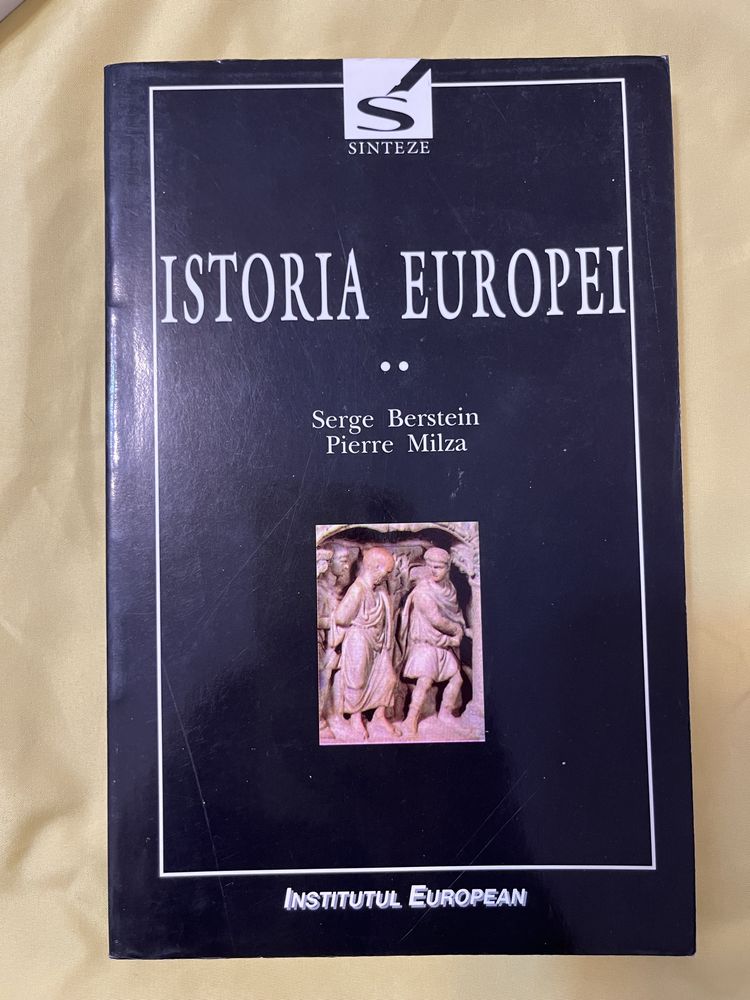 S
SINTEZE
ISTORIA EUROPEI
••
Serge Berstein
Pierre Milza
INSTITUTUL EUROPEAN